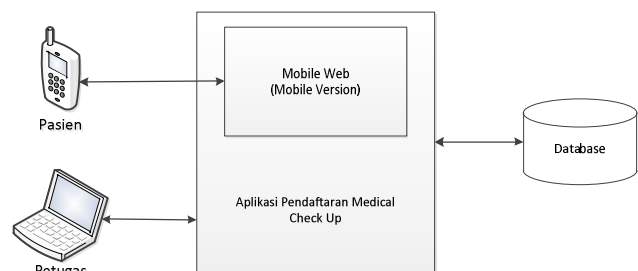 Mobile Web
(Mobile Version)
Pasien
Database
Aplikasi Pendaftaran Medical
Check Up
Petugas